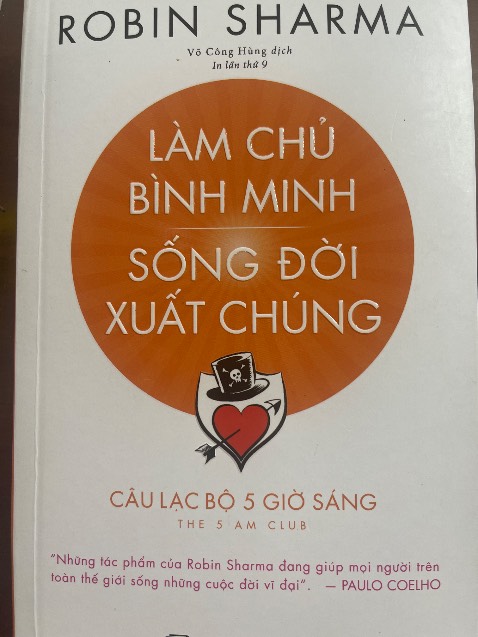 ROBIN SHARMA
Võ Công Hùng dịch
In lần thứ 9
LÀM CHỦ
BÌNH MINH
SỐNG ĐỜI
XUẤT CHÚNG
CÂU LẠC BỘ 5 GIỜ SÁNG
THE 5 AM CLUB
"Những tác phẩm của Robin Sharma đang giúp mọi người trên
toàn thế giới sống những cuộc đời vĩ đại". — PAULO COELHO